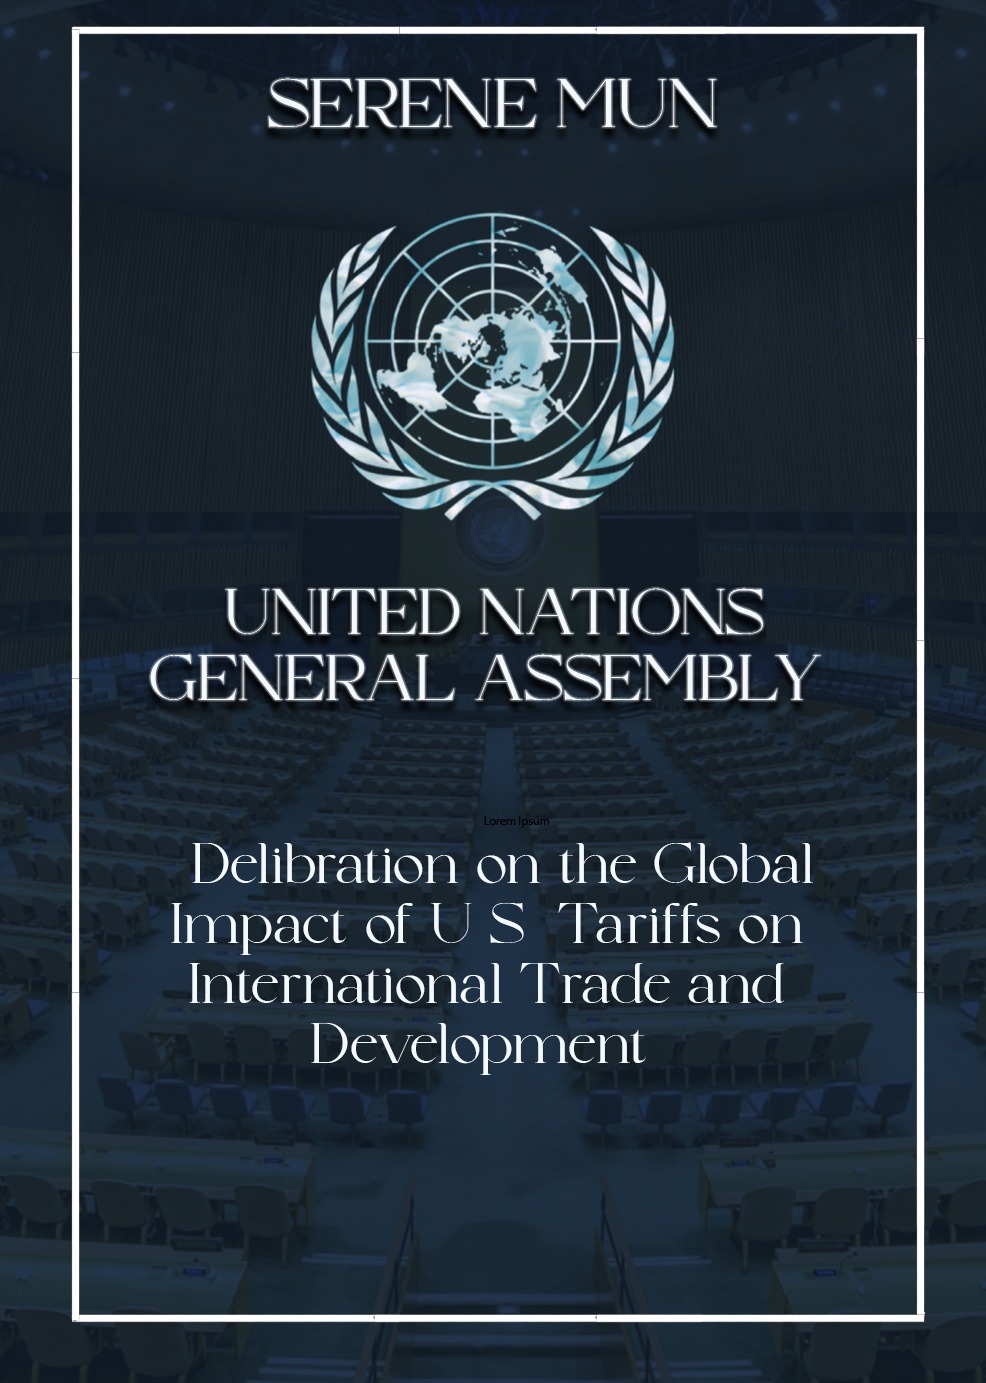 SERENE MUN
UNITED NATIONS
GENERAL ASSEMBLY
Lorem Ipsum
Delibration on the Global
Impact of U S Tariffs on
International Trade and
Development